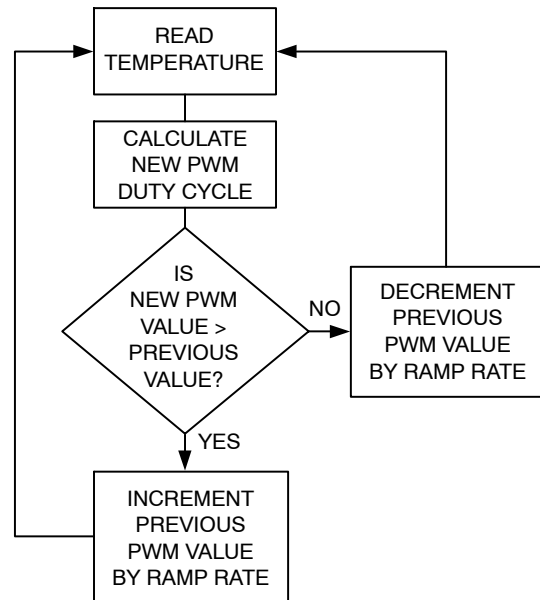 READ
TEMPERATURE
CALCULATE
NEW PWM
DUTY CYCLE
IS
NEW PWM
VALUE >
PREVIOUS
VALUE?
NO
DECREMENT
PREVIOUS
PWM VALUE
BY RAMP RATE
YES
INCREMENT
PREVIOUS
PWM VALUE
BY RAMP RATE